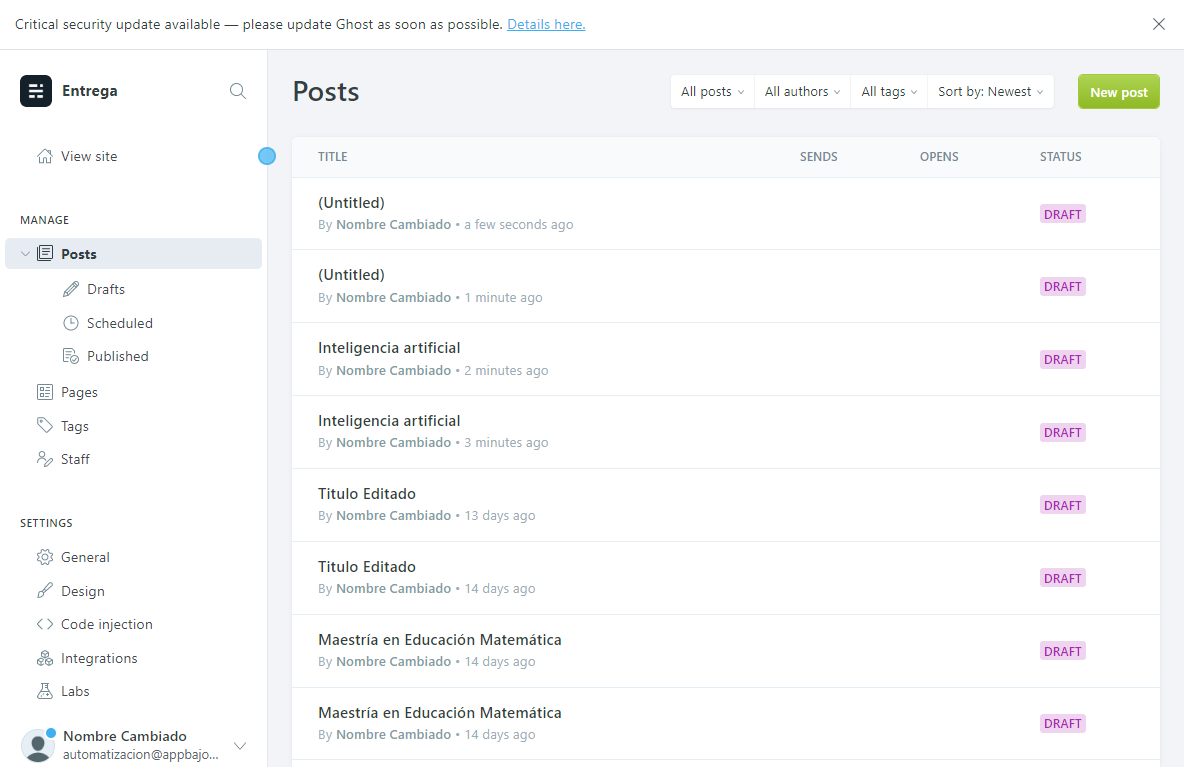 Critical security update available — please update Ghost as soon as possible. Details here.
Entrega
View site
MANAGE
Posts
Drafts
Scheduled
Published
Pages
Tags
Staff
SETTINGS
General
Design
Code injection
Integrations
Labs
Nombre Cambiado
automatizacion@appbajo...
Posts
All posts
All authors
All tags
Sort by: Newest
New post
TITLE SENDS OPENS STATUS
(Untitled)
By Nombre Cambiado • a few seconds ago
DRAFT
(Untitled)
By Nombre Cambiado • 1 minute ago
DRAFT
Inteligencia artificial
By Nombre Cambiado • 2 minutes ago
DRAFT
Inteligencia artificial
By Nombre Cambiado • 3 minutes ago
DRAFT
Titulo Editado
By Nombre Cambiado • 13 days ago
DRAFT
Titulo Editado
By Nombre Cambiado • 14 days ago
DRAFT
Maestría en Educación Matemática
By Nombre Cambiado • 14 days ago
DRAFT
Maestría en Educación Matemática
By Nombre Cambiado • 14 days ago
DRAFT